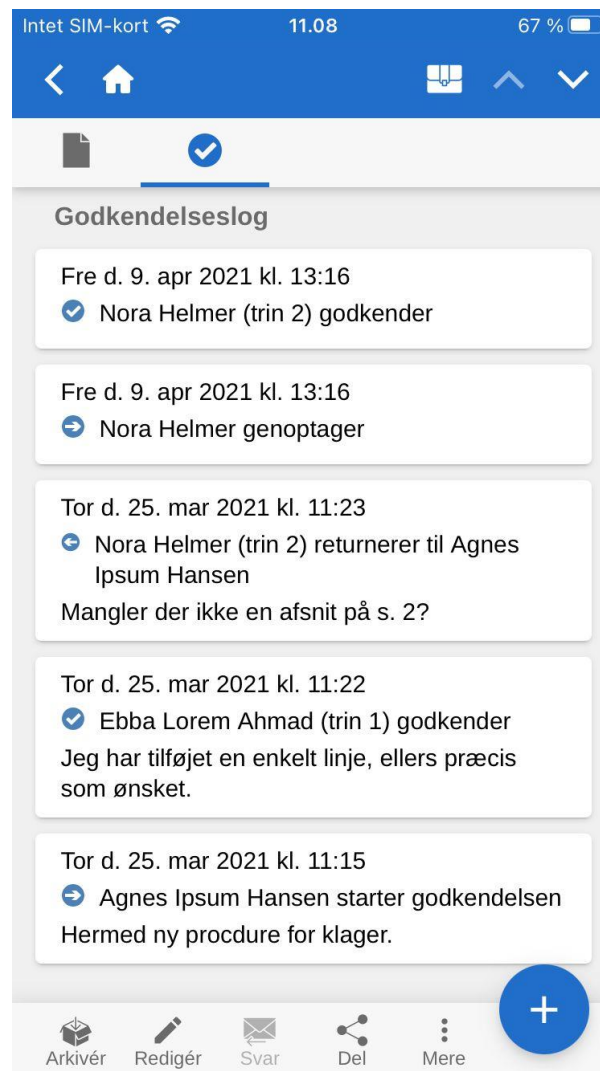 Intet SIM-kort 11.08 67 %
Godkendelseslog
Fre d. 9. apr 2021 kl. 13:16
Nora Helmer (trin 2) godkender
Fre d. 9. apr 2021 kl. 13:16
Nora Helmer genoptager
Tor d. 25. mar 2021 kl. 11:23
Nora Helmer (trin 2) returnerer til Agnes
Ipsum Hansen
Mangler der ikke en afsnit på s. 2?
Tor d. 25. mar 2021 kl. 11:22
Ebba Lorem Ahmad (trin 1) godkender
Jeg har tilføjet en enkelt linje, ellers præcis
som ønsket.
Tor d. 25. mar 2021 kl. 11:15
Agnes Ipsum Hansen starter godkendelsen
Hermed ny procdure for klager.
Arkivér Redigér Svar Del Mere